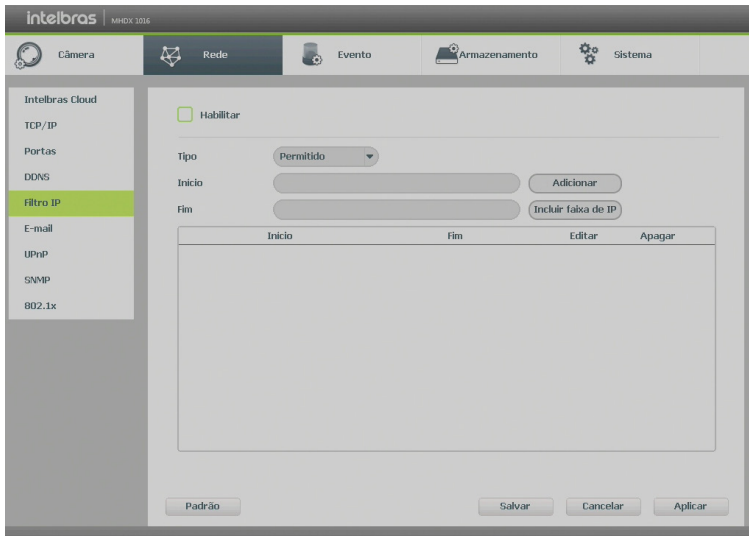 intelbras MHDX 1016
Câmera Rede Evento Armazenamento Sistema
Intelbras Cloud
TCP/IP
Portas
DDNS
Filtro IP
E-mail
UPnP
SNMP
802.1x
Habilitar
Tipo Permitido
Inicio Adicionar
Fim Incluir faixa de IP
Inicio Fim Editar Apagar
Padrão Salvar Cancelar Aplicar